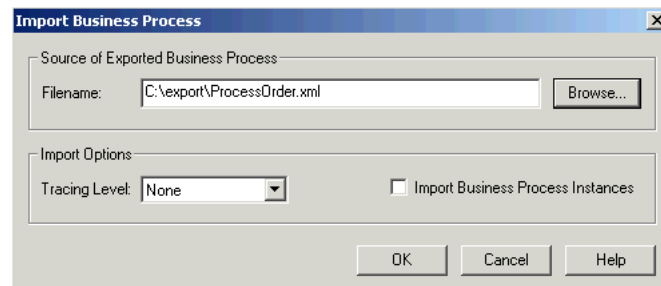 Import Business Process
Source of Exported Business Process
Filename: C:\export\ProcessOrder.xml Browse...
Import Options
Tracing Level: None Import Business Process Instances
OK Cancel Help